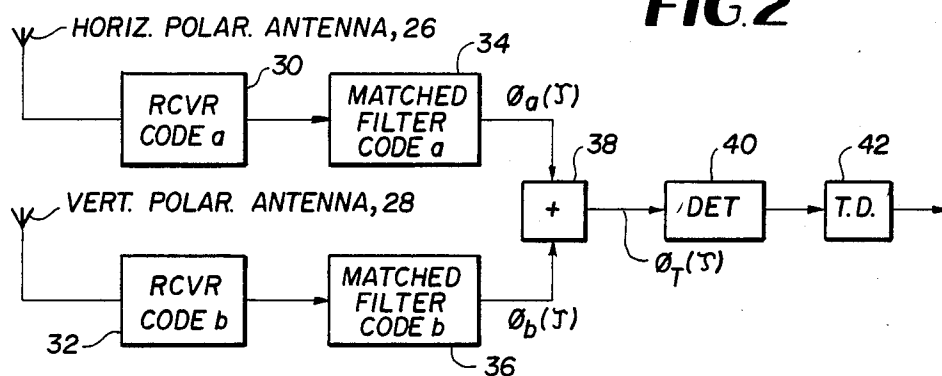 FIG.2
HORIZ. POLAR. ANTENNA, 26
30
RCVR
CODE a
34
MATCHED
FILTER
CODE a
Øa(τ)
38
+
40
DET
42
T.D.
ØT(τ)
VERT. POLAR. ANTENNA, 28
RCVR
CODE b
32
MATCHED
FILTER
CODE b
36
Øb(τ)